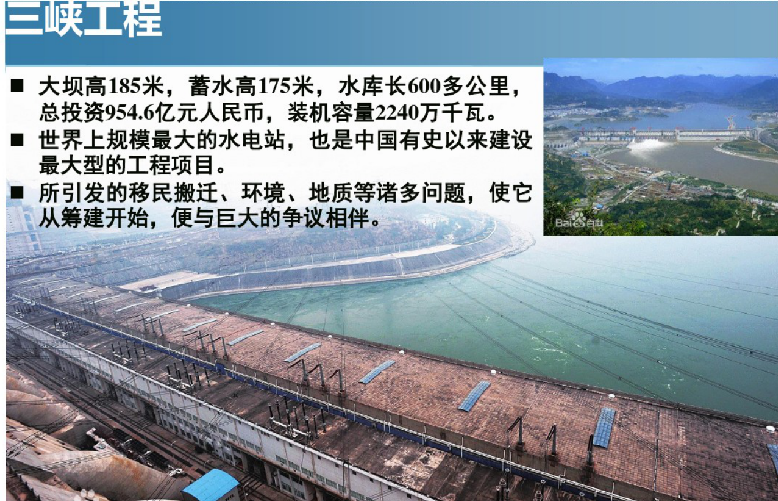 三峡工程
■ 大坝高185米，蓄水高175米，水库长600多公里，
总投资954.6亿元人民币，装机容量2240万千瓦。
■ 世界上规模最大的水电站，也是中国有史以来建设
最大型的工程项目。
■ 所引发的移民搬迁、环境、地质等诸多问题，使它
从筹建开始，便与巨大的争议相伴。
Baidu百科